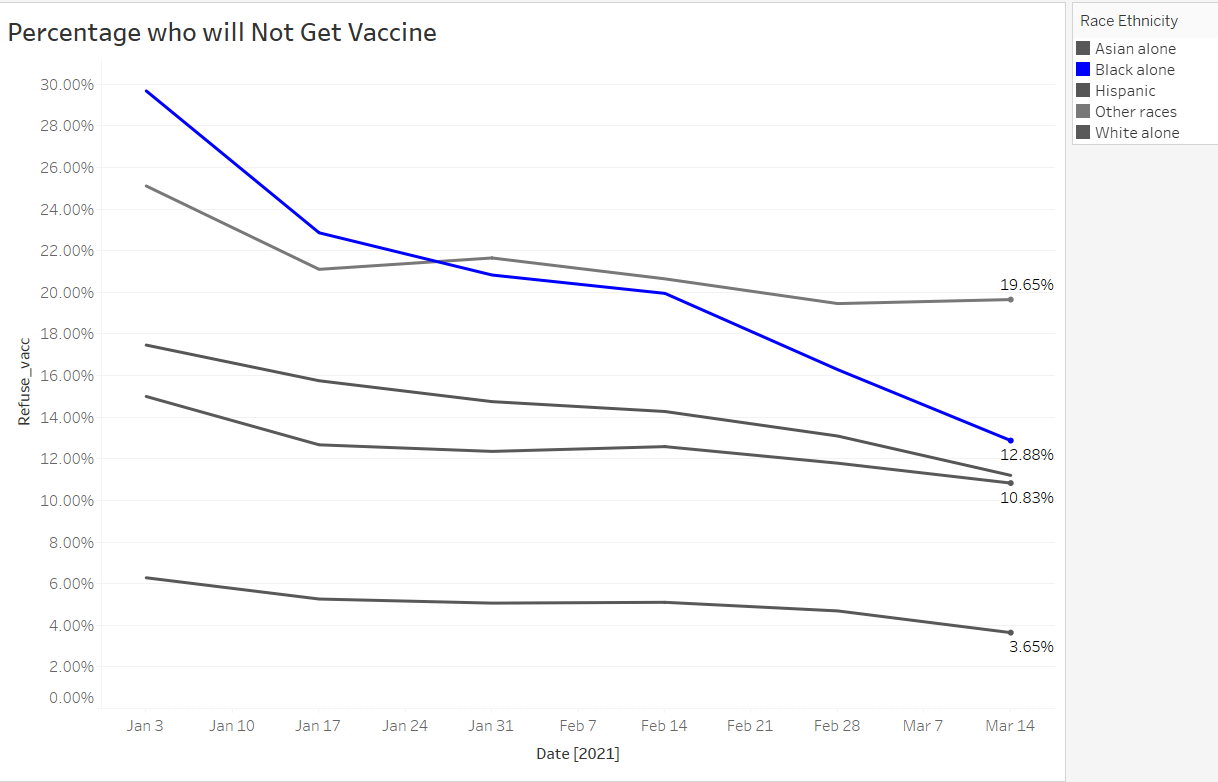 Percentage who will Not Get Vaccine
Race Ethnicity
Asian alone
Black alone
Hispanic
Other races
White alone
Refuse_vacc
30.00%
28.00%
26.00%
24.00%
22.00%
20.00%
18.00%
16.00%
14.00%
12.00%
10.00%
8.00%
6.00%
4.00%
2.00%
0.00%
19.65%
12.88%
10.83%
3.65%
Jan 3 Jan 10 Jan 17 Jan 24 Jan 31 Feb 7 Feb 14 Feb 21 Feb 28 Mar 7 Mar 14
Date [2021]